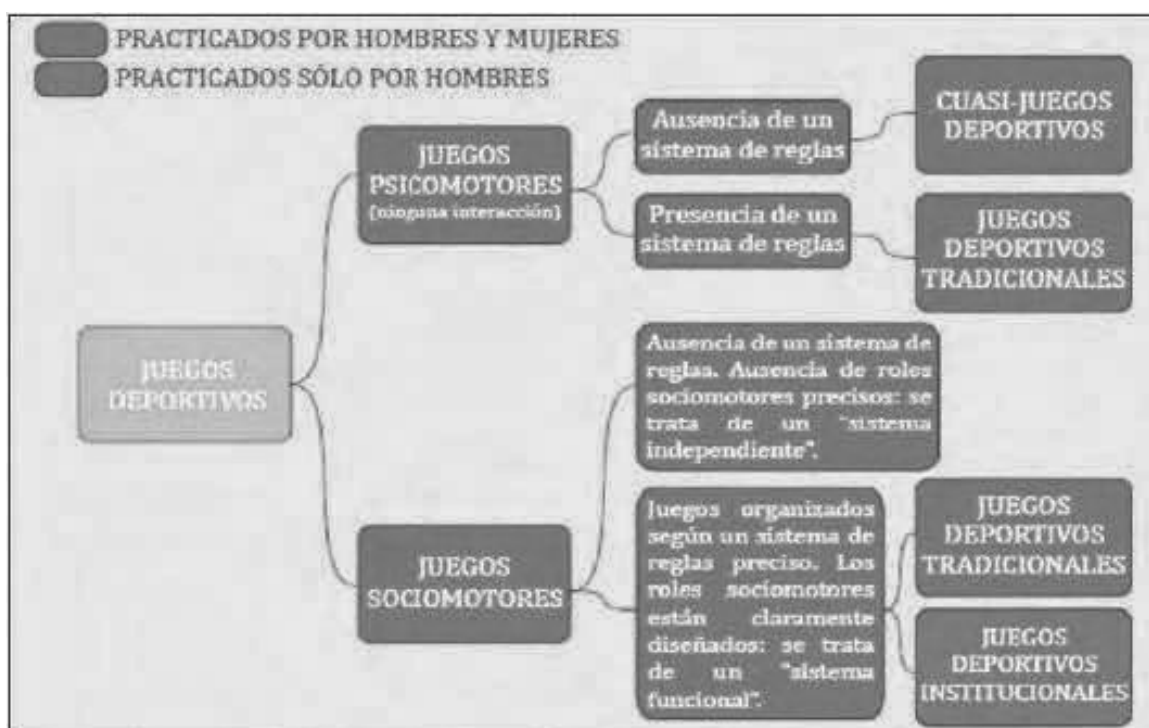 PRACTICADOS POR HOMBRES Y MUJERES
PRACTICADOS SÓLO POR HOMBRES
JUEGOS
DEPORTIVOS
JUEGOS
PSICOMOTORES
(ninguna interacción)
Ausencia de un
sistema de reglas
CUASI-JUEGOS
DEPORTIVOS
Presencia de un
sistema de reglas
JUEGOS
DEPORTIVOS
TRADICIONALES
JUEGOS
SOCIOMOTORES
Ausencia de un sistema de
reglas. Ausencia de roles
sociomotores precisos: se
trata de un "sistema
independiente".
Juegos organizados
según un sistema de
reglas preciso. Los
roles sociomotores
están claramente
diseñados: se trata
de un "sistema
funcional".
JUEGOS
DEPORTIVOS
TRADICIONALES
JUEGOS
DEPORTIVOS
INSTITUCIONALES